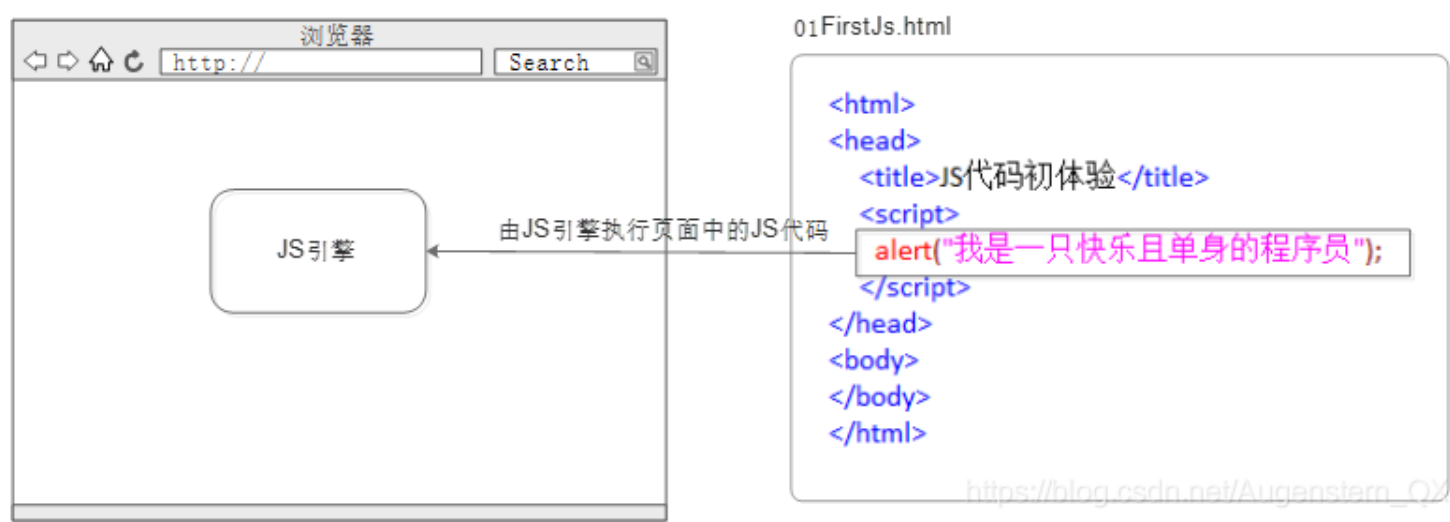 浏览器
http://
Search
JS引擎
由JS引擎执行页面中的JS代码
01FirstJs.html
<html>
<head>
<title>JS代码初体验</title>
<script>
alert("我是一只快乐且单身的程序员");
</script>
</head>
<body>
</body>
</html>
https://blog.csdn.net/Augenstern_QX